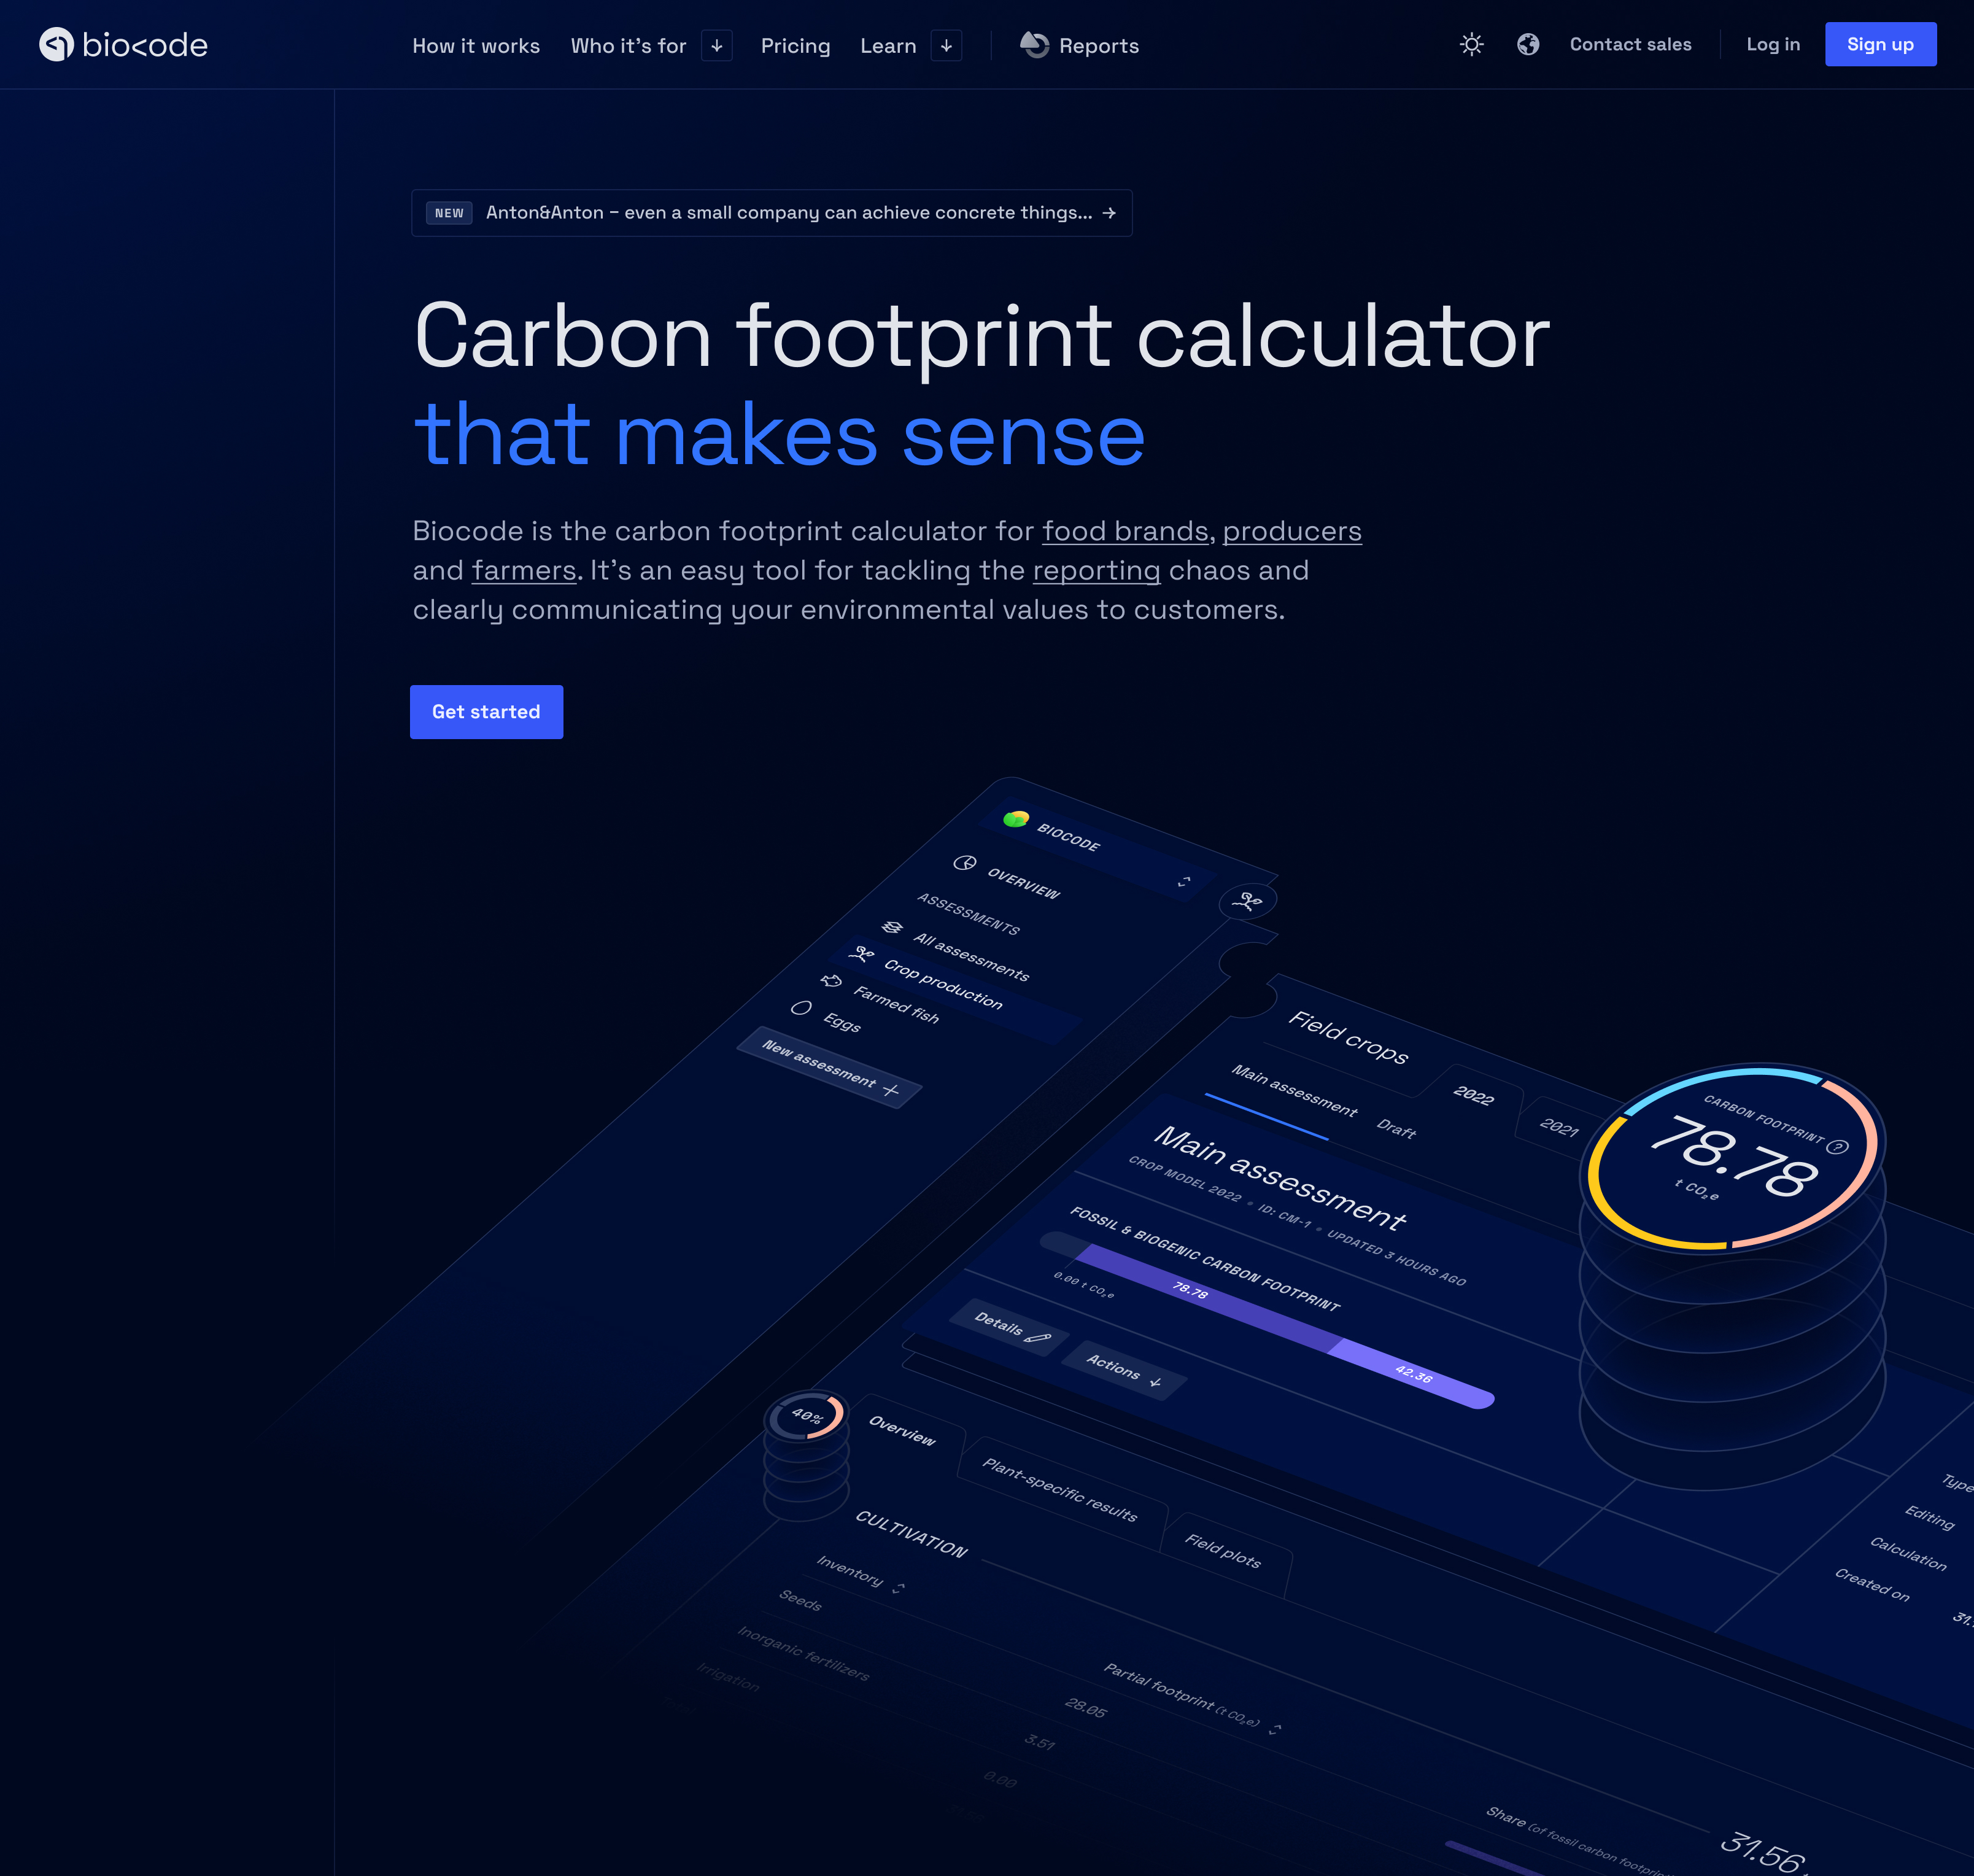 biocode
How it works Who it's for Pricing Learn Reports
Contact sales Log in Sign up
NEW Anton&Anton – even a small company can achieve concrete things...
Carbon footprint calculator
that makes sense
Biocode is the carbon footprint calculator for food brands, producers
and farmers. It's an easy tool for tackling the reporting chaos and
clearly communicating your environmental values to customers.
Get started
BIOCODE
OVERVIEW
ASSESSMENTS
All assessments
Crop production
Farmed fish
Eggs
New assessment
Field crops
2022
2021
Main assessment
Draft
Main assessment
CROP MODEL 2022 • ID: CM-1 • UPDATED 3 HOURS AGO
FOSSIL & BIOGENIC CARBON FOOTPRINT
78.78
42.36
0.00 t CO₂e
Details
Actions
CARBON FOOTPRINT ?
78.78
t CO₂e
Type
Editing
Calculation
Created on
31.
40%
Overview
Plant-specific results
Field plots
CULTIVATION
31.56
Inventory
Partial footprint (t CO₂e)
Share (of fossil carbon footprint
Seeds
28.05
Inorganic fertilizers
3.51
Irrigation
0.00